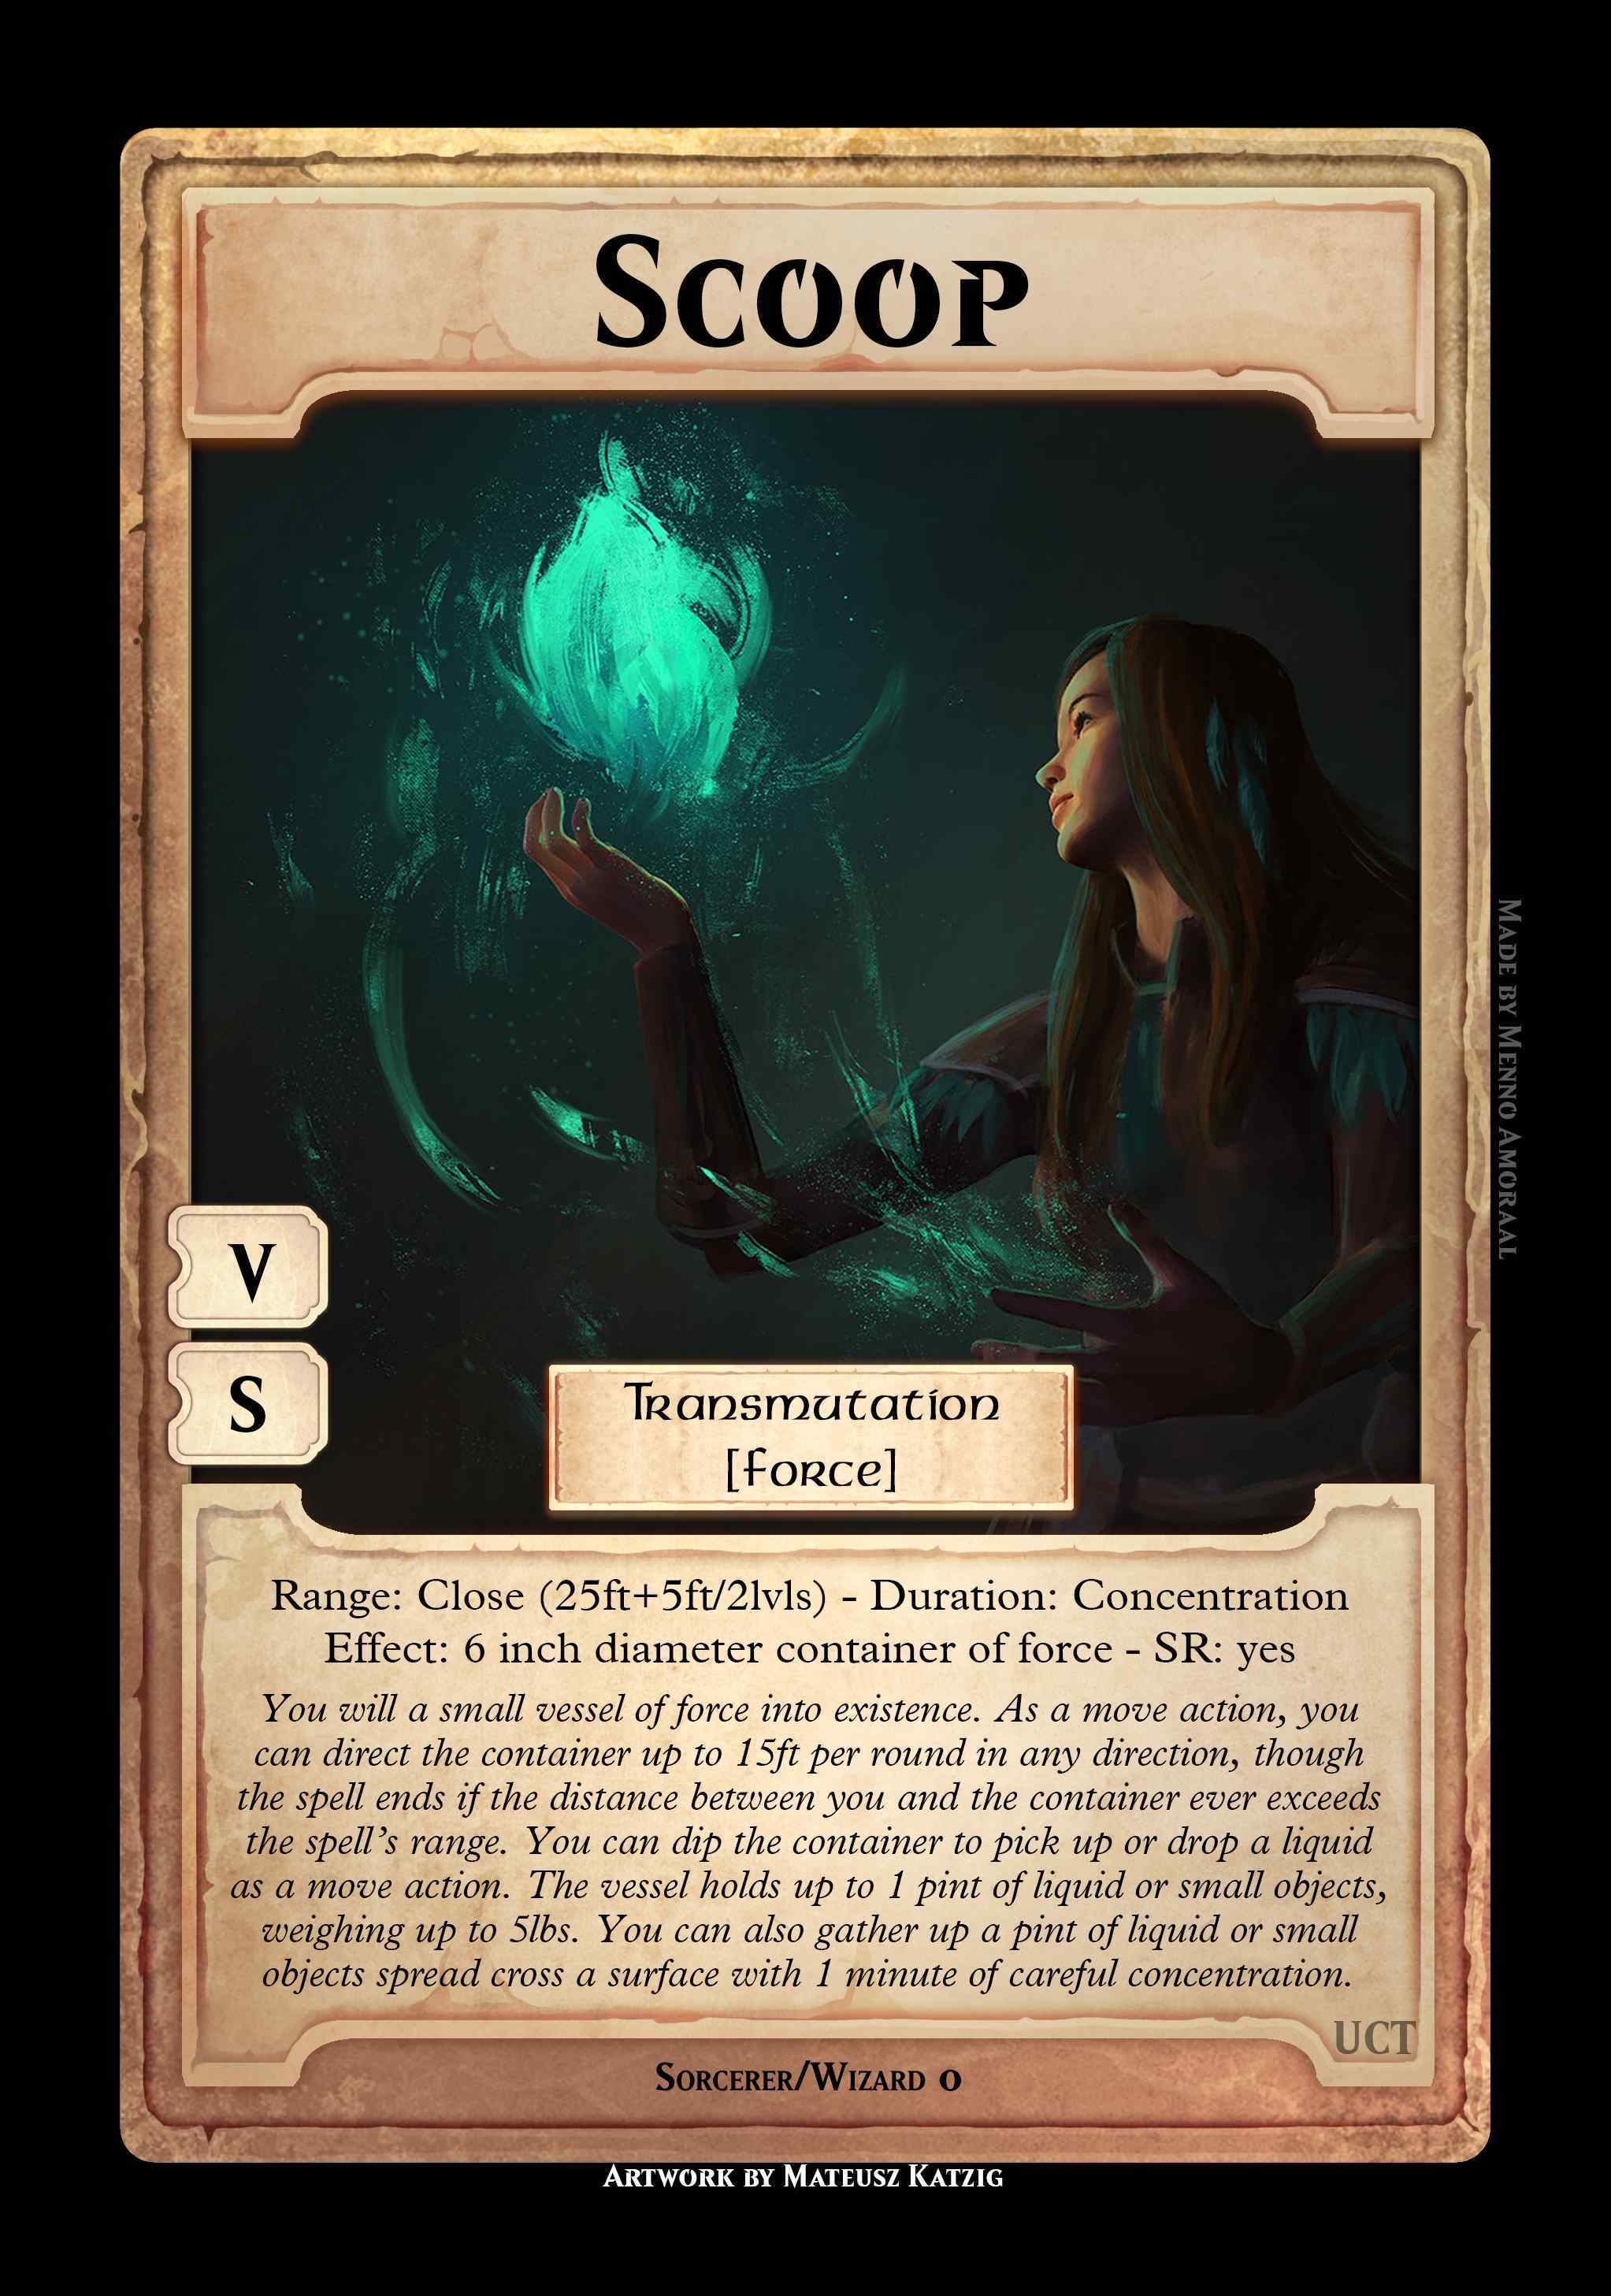 Scoop
V
S
Transmutation
[Force]
Range: Close (25ft+5ft/2lvls) - Duration: Concentration
Effect: 6 inch diameter container of force - SR: yes
You will a small vessel of force into existence. As a move action, you
can direct the container up to 15ft per round in any direction, though
the spell ends if the distance between you and the container ever exceeds
the spell’s range. You can dip the container to pick up or drop a liquid
as a move action. The vessel holds up to 1 pint of liquid or small objects,
weighing up to 5lbs. You can also gather up a pint of liquid or small
objects spread cross a surface with 1 minute of careful concentration.
UCT
Sorcerer/Wizard 0
Artwork by Mateusz Katzig
Made by Menno Amoraal